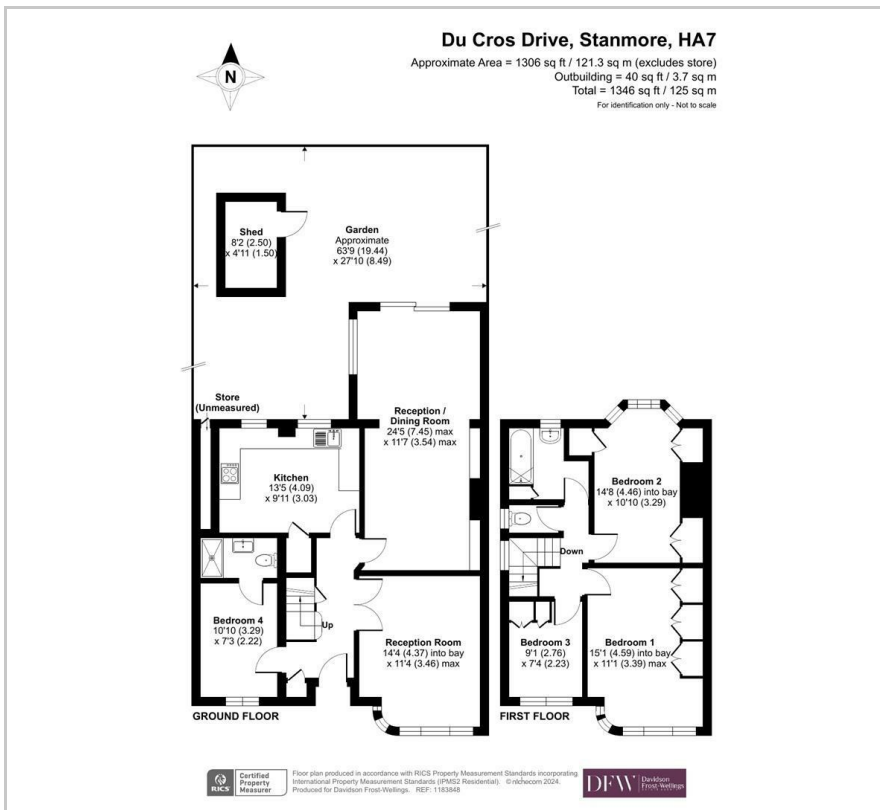 Du Cros Drive, Stanmore, HA7
Approximate Area = 1306 sq ft / 121.3 sq m (excludes store)
Outbuilding = 40 sq ft / 3.7 sq m
Total = 1346 sq ft / 125 sq m
For identification only - Not to scale
N
Shed
8'2 (2.50)
x 4'11 (1.50)
Garden
Approximate
63'9 (19.44)
x 27'10 (8.49)
Store
(Unmeasured)
Reception /
Dining Room
24'5 (7.45) max
x 11'7 (3.54) max
Kitchen
13'5 (4.09)
x 9'11 (3.03)
Bedroom 4
10'10 (3.29)
x 7'3 (2.22)
Up
Reception Room
14'4 (4.37) into bay
x 11'4 (3.46) max
GROUND FLOOR
Bedroom 2
14'8 (4.46) into bay
x 10'10 (3.29)
Down
Bedroom 3
9'1 (2.76)
x 7'4 (2.23)
Bedroom 1
15'1 (4.59) into bay
x 11'1 (3.39) max
FIRST FLOOR
RICS
Certified
Property
Measurer
Floor plan produced in accordance with RICS Property Measurement Standards incorporating
International Property Measurement Standards (IPMS2 Residential). © nichecom 2024.
Produced for Davidson Frost-Wellings. REF: 1183848
DFW
Davidson
Frost-Wellings